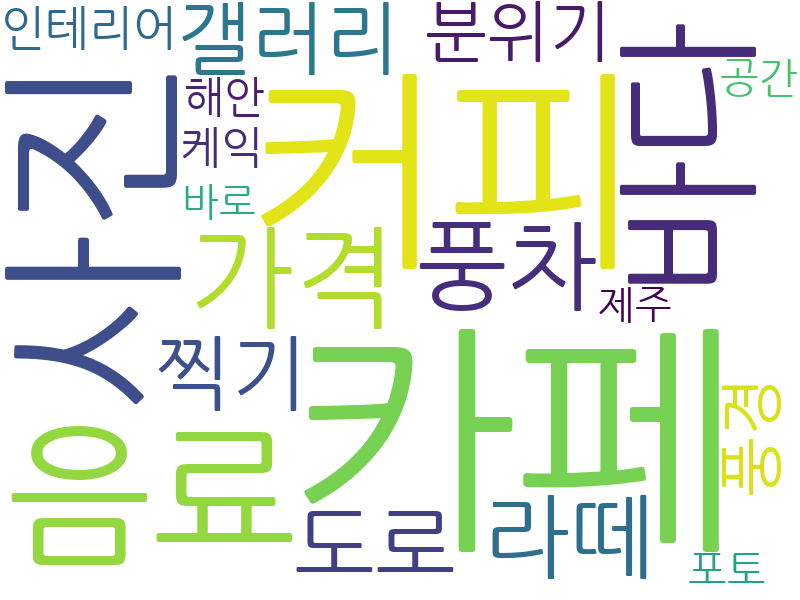 인테리어
갤러리
분위기
바다
공간
사진
해안
커피
케익
바로
가격
풍차
제주
찍기
카페
음료
풍경
도로
라떼
포토